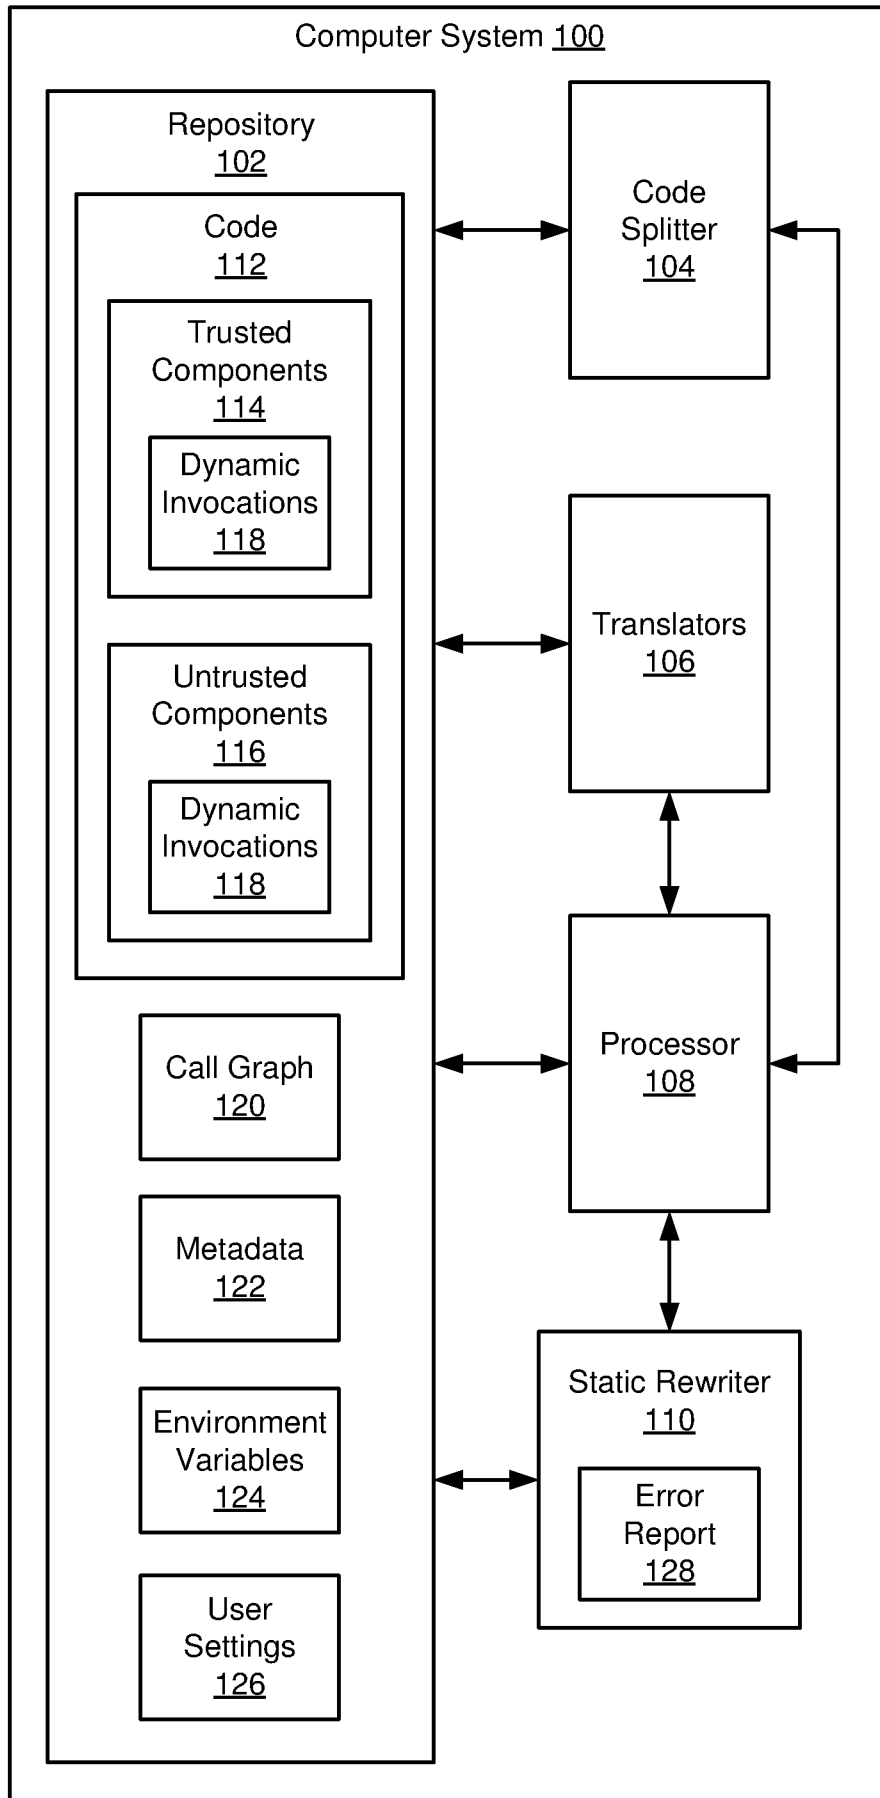 Computer System 100
Repository
102
Code
112
Trusted
Components
114
Dynamic
Invocations
118
Untrusted
Components
116
Dynamic
Invocations
118
Call Graph
120
Metadata
122
Environment
Variables
124
User
Settings
126
Code
Splitter
104
Translators
106
Processor
108
Static Rewriter
110
Error
Report
128